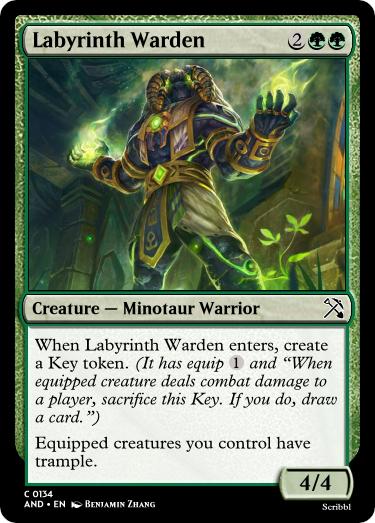 Labyrinth Warden 2
Creature — Minotaur Warrior
When Labyrinth Warden enters, create
a Key token. (It has equip 1 and “When
equipped creature deals combat damage to
a player, sacrifice this Key. If you do, draw
a card.”)
Equipped creatures you control have
trample.
4/4
C 0134
AND • EN Benjamin Zhang
Scribbl